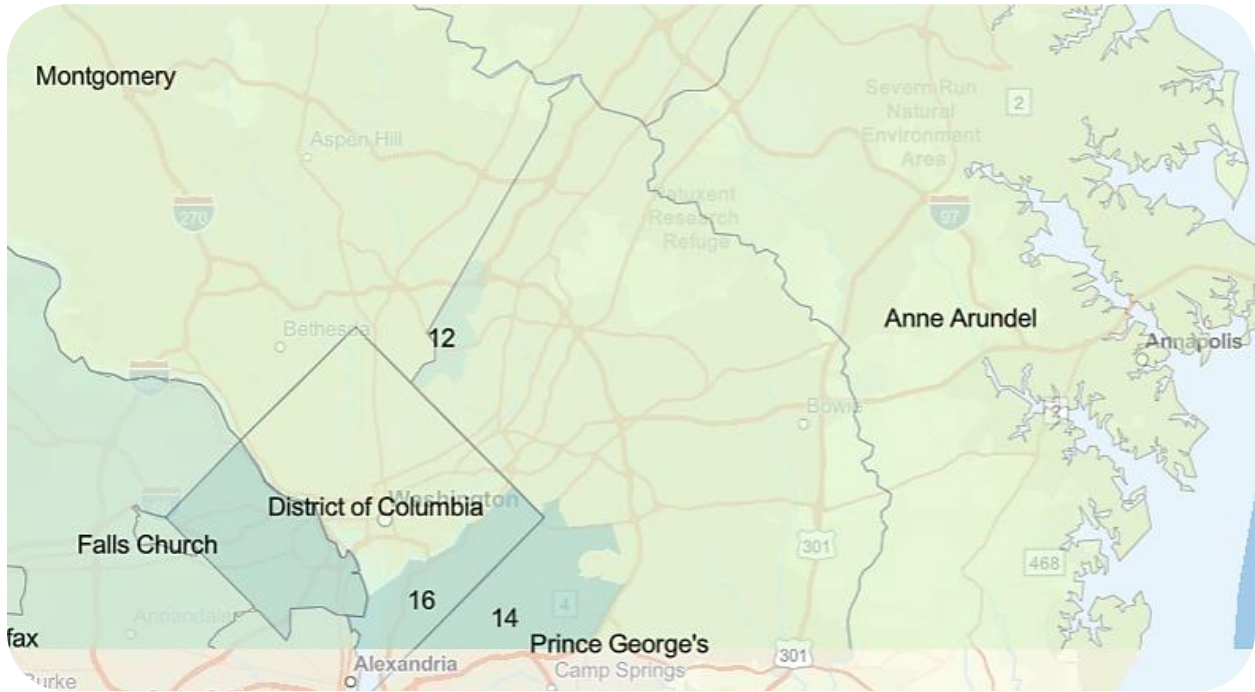 Montgomery
Severn Run
2
Natural
Environment
Area
Aspen Hill
Patuxent
Research
Refuge
270
97
Anne Arundel
Bethesda
12
Annapolis
2
Bowie
District of Columbia
Washington
Falls Church
301
468
16
4
14
Annandale
fax
Prince George's
301
Alexandria
Camp Springs
Burke